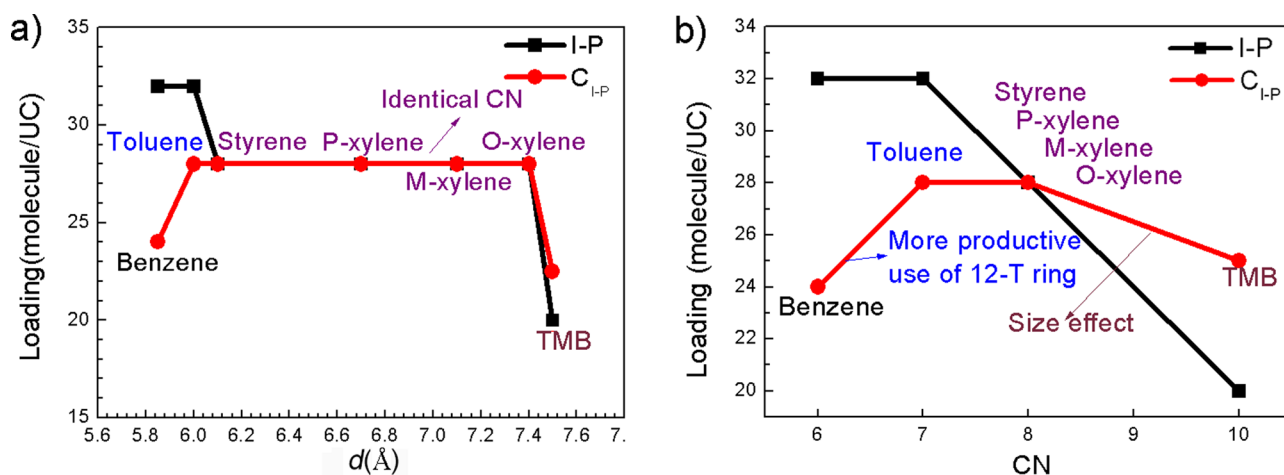 a)
35
30
25
20
15
Loading(molecule/UC)
I-P
C I-P
Identical CN
Toluene
Styrene
P-xylene
O-xylene
M-xylene
Benzene
TMB
5.6 5.8 6.0 6.2 6.4 6.6 6.8 7.0 7.2 7.4 7.6 7.
d(Å)
b)
34
32
30
28
26
24
22
20
Loading (molecule/UC)
I-P
C I-P
Styrene
P-xylene
M-xylene
O-xylene
Toluene
More productive
use of 12-T ring
Benzene
TMB
Size effect
6 7 8 9 10
CN